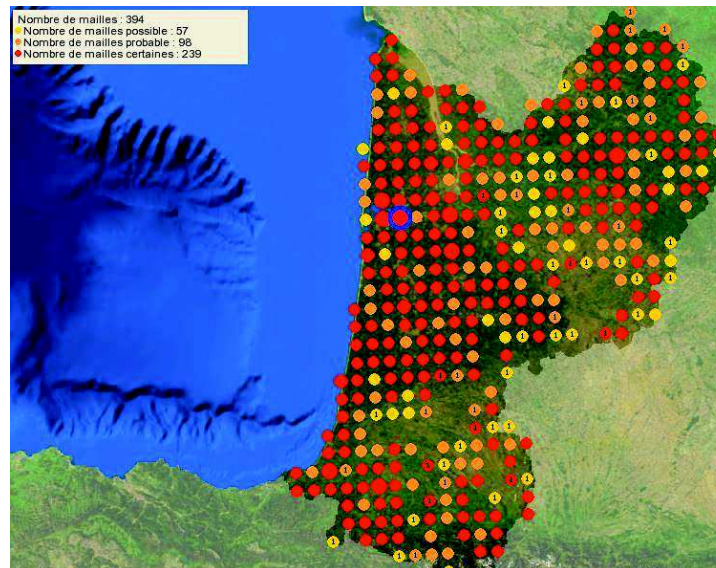 Nombre de mailles : 394
Nombre de mailles possible : 57
Nombre de mailles probable : 98
Nombre de mailles certaines : 239